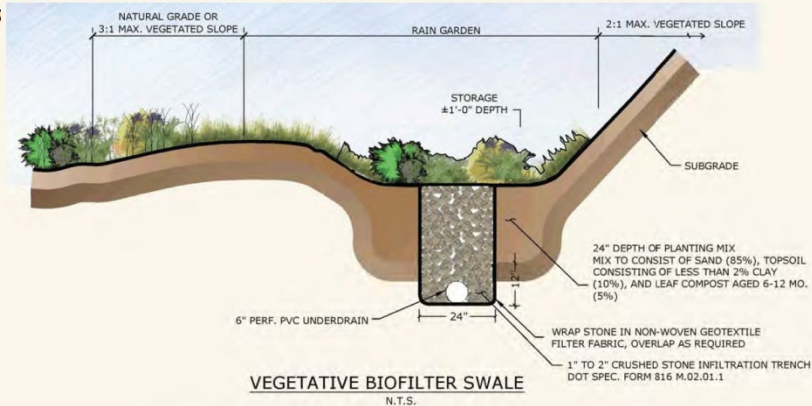 NATURAL GRADE OR
3:1 MAX. VEGETATED SLOPE
RAIN GARDEN
2:1 MAX. VEGETATED SLOPE
STORAGE
±1'-0" DEPTH
SUBGRADE
24" DEPTH OF PLANTING MIX
MIX TO CONSIST OF SAND (85%), TOPSOIL
CONSISTING OF LESS THAN 2% CLAY
(10%), AND LEAF COMPOST AGED 6-12 MO.
(5%)
12"
6" PERF. PVC UNDERDRAIN
24"
WRAP STONE IN NON-WOVEN GEOTEXTILE
FILTER FABRIC, OVERLAP AS REQUIRED
1" TO 2" CRUSHED STONE INFILTRATION TRENCH
DOT SPEC. FORM 816 M.02.01.1
VEGETATIVE BIOFILTER SWALE
N.T.S.